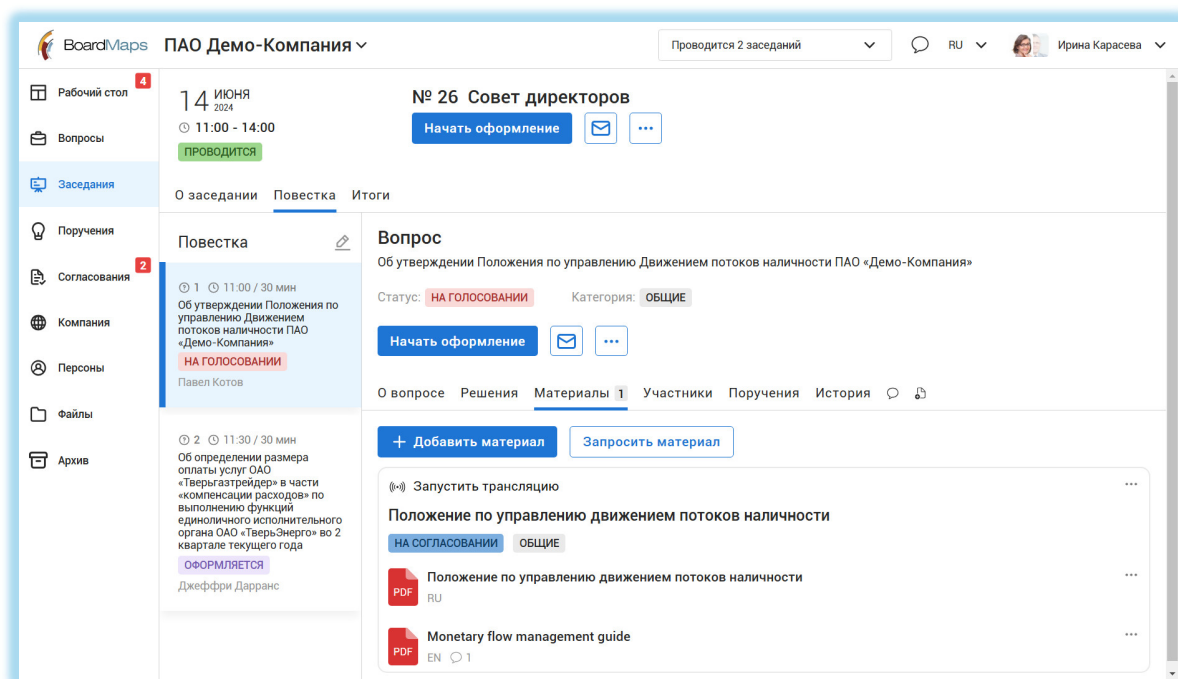 BoardMaps ПАО Демо-Компания
Проводится 2 заседаний
RU
Ирина Карасева
Рабочий стол 4
Вопросы
Заседания
Поручения
Согласования 2
Компания
Персоны
Файлы
Архив
14 ИЮНЯ
2024
11:00 - 14:00
ПРОВОДИТСЯ
№ 26 Совет директоров
Начать оформление
О заседании Повестка Итоги
Повестка
1 11:00 / 30 мин
Об утверждении Положения по
управлению Движением
потоков наличности ПАО
«Демо-Компания»
НА ГОЛОСОВАНИИ
Павел Котов
2 11:30 / 30 мин
Об определении размера
оплаты услуг ОАО
«Тверьгазтрейдер» в части
«компенсации расходов» по
выполнению функций
единоличного исполнительного
органа ОАО «ТверьЭнерго» во 2
квартале текущего года
ОФОРМЛЯЕТСЯ
Джеффри Дарранс
Вопрос
Об утверждении Положения по управлению Движением потоков наличности ПАО «Демо-Компания»
Статус: НА ГОЛОСОВАНИИ Категория: ОБЩИЕ
Начать оформление
О вопросе Решения Материалы 1 Участники Поручения История
+ Добавить материал Запросить материал
Запустить трансляцию
Положение по управлению движением потоков наличности
НА СОГЛАСОВАНИИ ОБЩИЕ
PDF Положение по управлению движением потоков наличности
RU
PDF Monetary flow management guide
EN 1